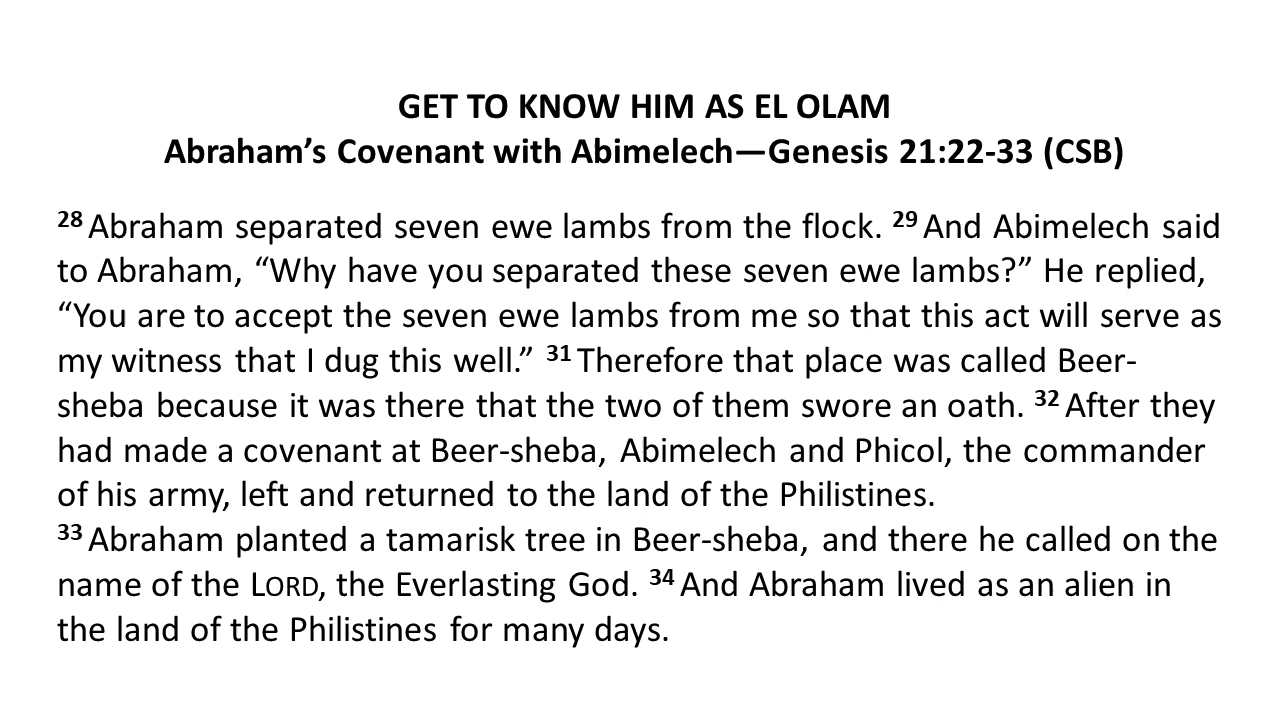 GET TO KNOW HIM AS EL OLAM
Abraham’s Covenant with Abimelech—Genesis 21:22-33 (CSB)
28 Abraham separated seven ewe lambs from the flock. 29 And Abimelech said
to Abraham, “Why have you separated these seven ewe lambs?” He replied,
“You are to accept the seven ewe lambs from me so that this act will serve as
my witness that I dug this well.” 31 Therefore that place was called Beer-
sheba because it was there that the two of them swore an oath. 32 After they
had made a covenant at Beer-sheba, Abimelech and Phicol, the commander
of his army, left and returned to the land of the Philistines.
33 Abraham planted a tamarisk tree in Beer-sheba, and there he called on the
name of the LORD, the Everlasting God. 34 And Abraham lived as an alien in
the land of the Philistines for many days.